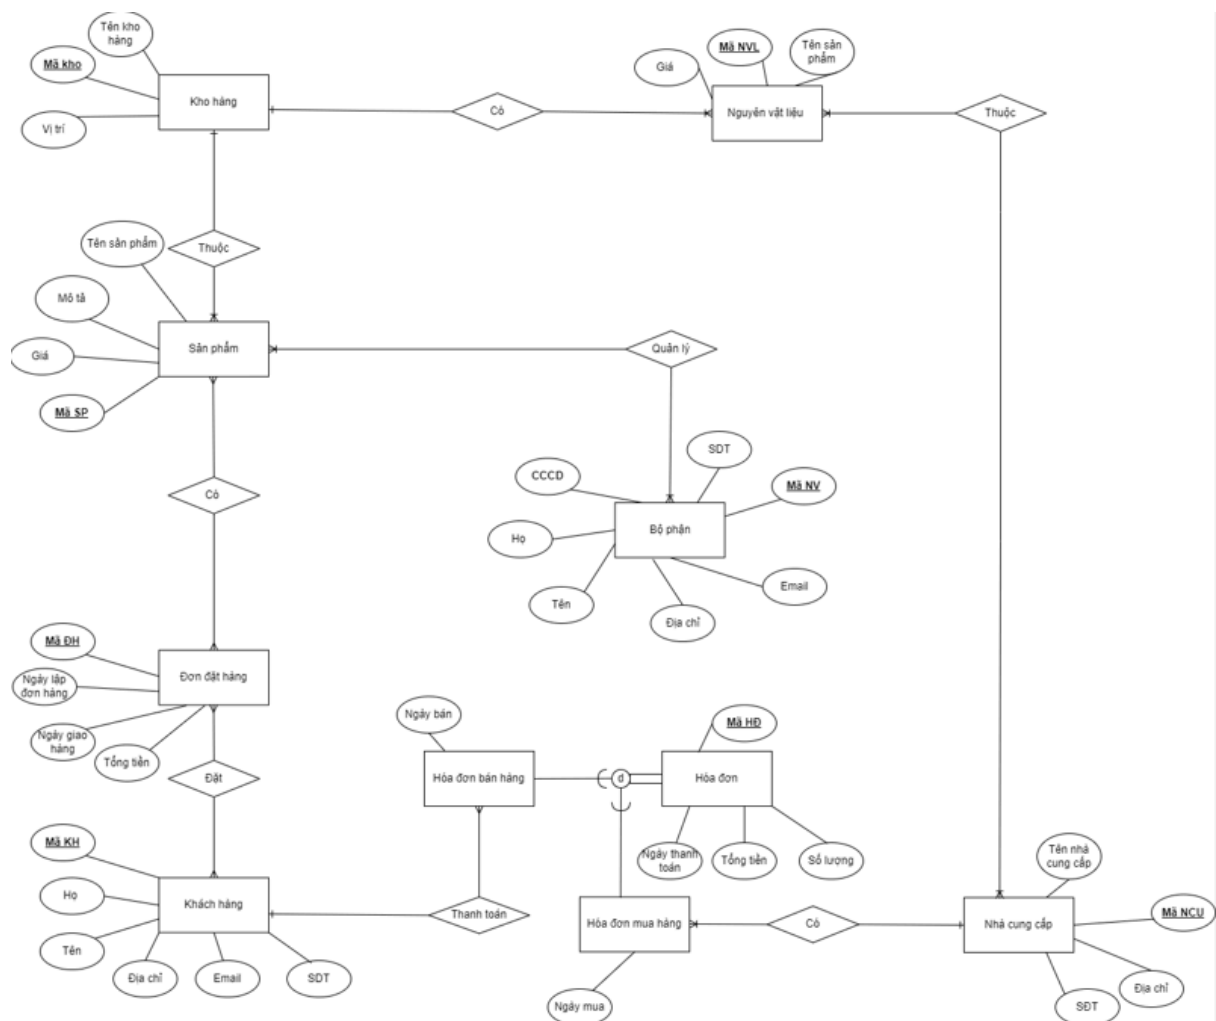 Tên kho
hàng
Mã kho
Vị trí
Kho hàng
Có
Giá
Mã NVL
Tên sản
phẩm
Nguyên vật liệu
Thuộc
Thuộc
Tên sản phẩm
Mô tả
Giá
Mã SP
Sản phẩm
Quản lý
Có
CCCD
SDT
Mã NV
Họ
Bộ phận
Tên
Địa chỉ
Email
Mã ĐH
Ngày lập
đơn hàng
Ngày giao
hàng
Tổng tiền
Đơn đặt hàng
Đặt
Ngày bán
Hóa đơn bán hàng
d
Mã HĐ
Hóa đơn
Ngày thanh
toán
Tổng tiền
Số lượng
Mã KH
Họ
Tên
Địa chỉ
Email
SDT
Khách hàng
Thanh toán
Hóa đơn mua hàng
Ngày mua
Có
Tên nhà
cung cấp
Mã NCU
Nhà cung cấp
SĐT
Địa chỉ